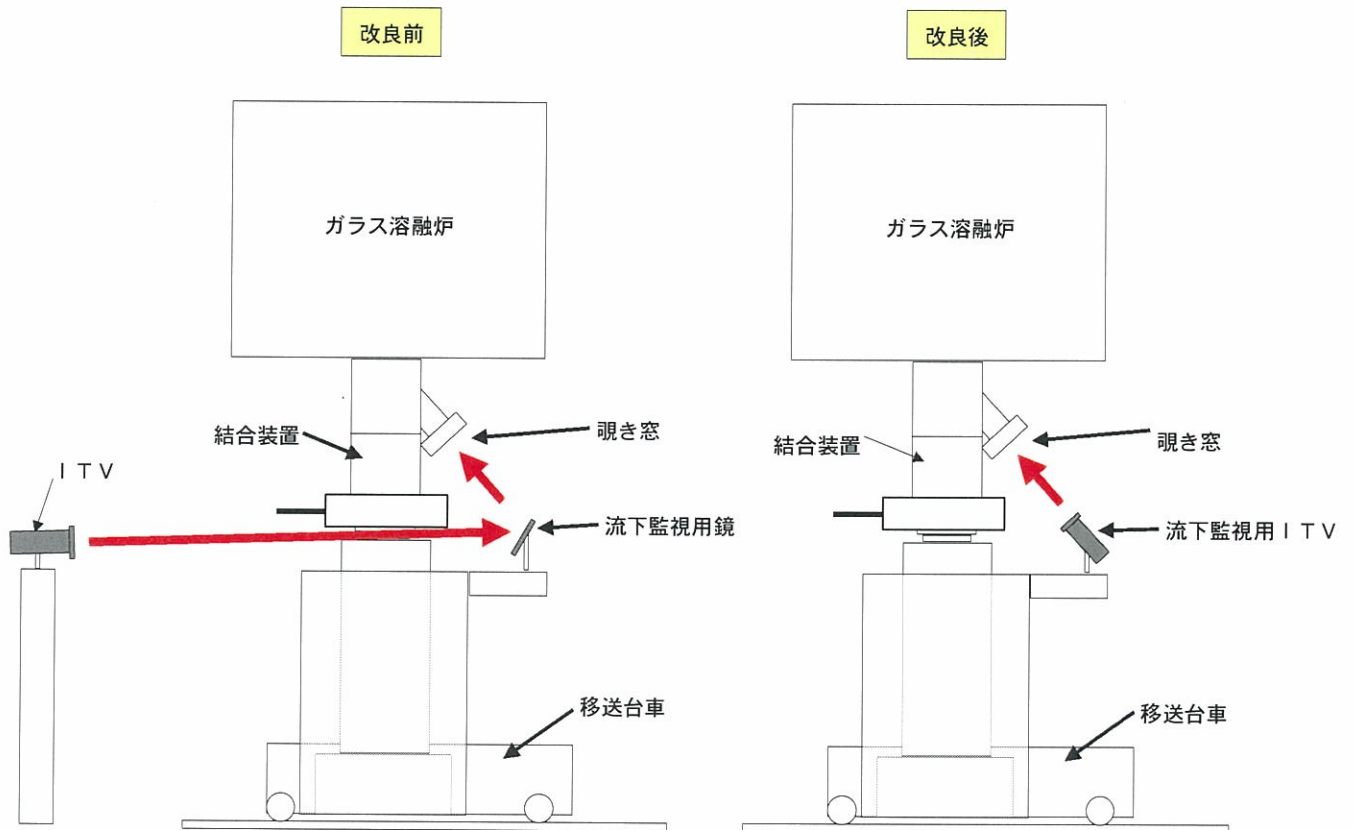 改良前
改良後
ガラス溶融炉
ガラス溶融炉
結合装置
覗き窓
ＩＴＶ
流下監視用鏡
移送台車
結合装置
覗き窓
流下監視用ＩＴＶ
移送台車